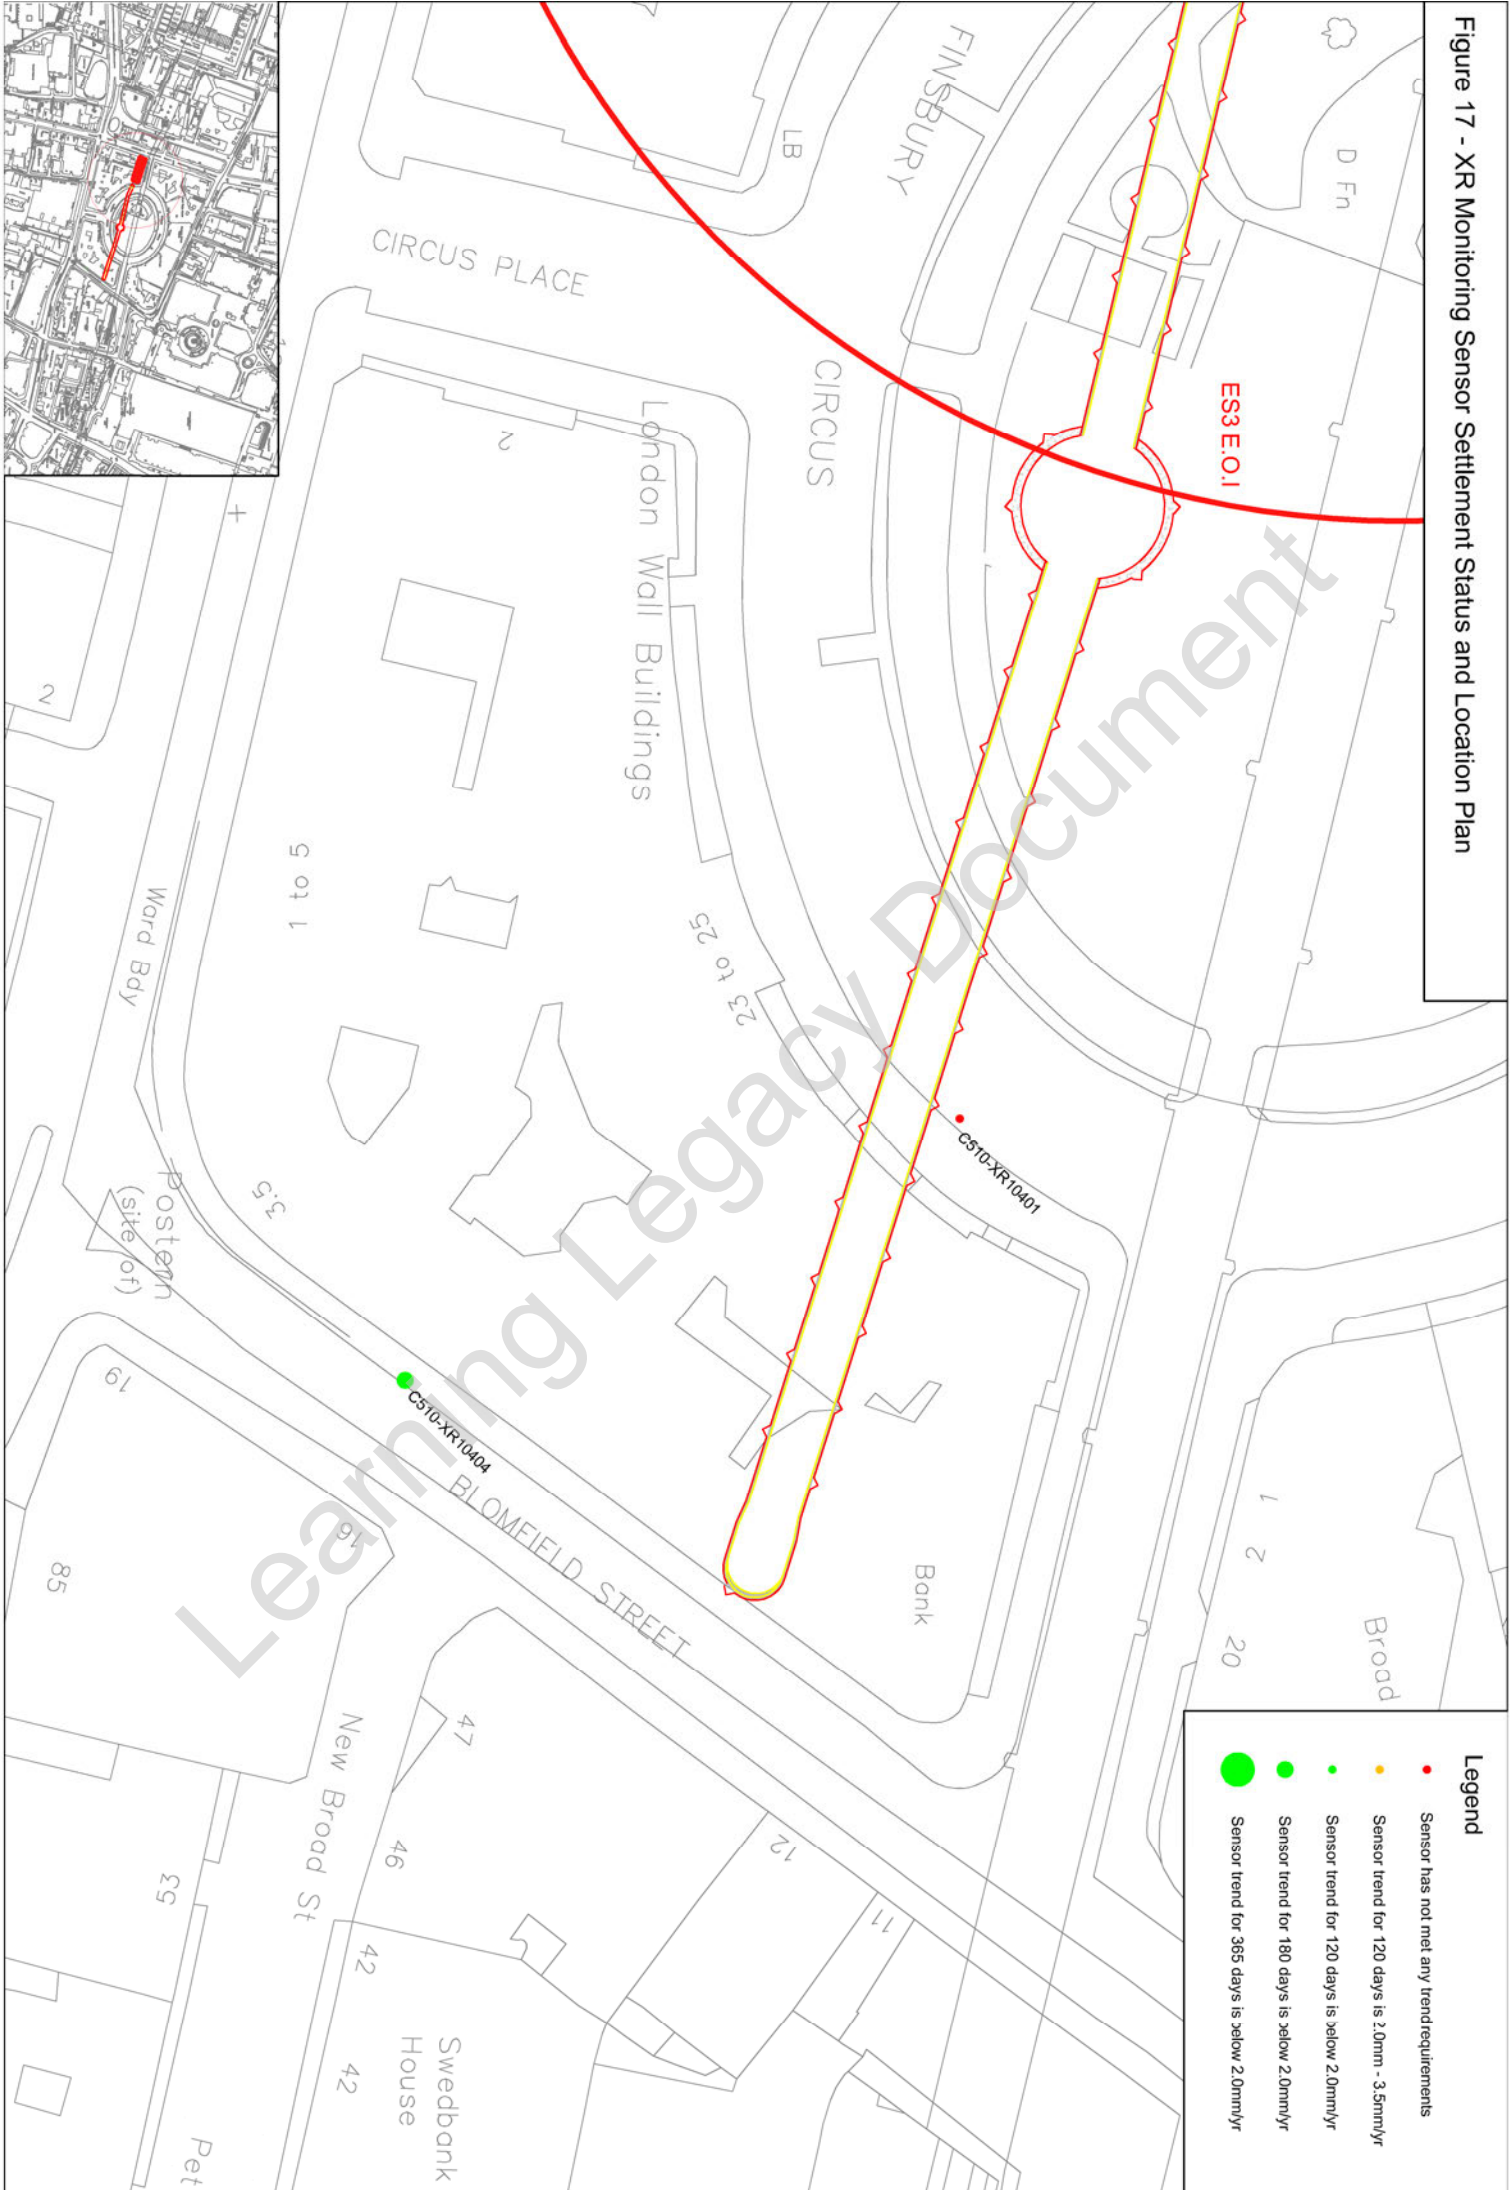 Figure 17 - XR Monitoring Sensor Settlement Status and Location Plan
Legend
Sensor has not met any trend requirements
Sensor trend for 120 days is 2.0mm - 3.5mm/yr
Sensor trend for 120 days is below 2.0mm/yr
Sensor trend for 180 days is below 2.0mm/yr
Sensor trend for 365 days is below 2.0mm/yr
D Fn
ES3 E.O.I
FINSBURY
CIRCUS
LB
CIRCUS PLACE
London Wall Buildings
2
23 to 25
1 to 5
Ward Bdy
2
3.5
Postern
(site of)
C510-XR10401
C510-XR10404
BLOMFIELD STREET
Bank
Broad
1
2
20
19
16
85
New Broad St
47
46
12
11
42
42
53
Swedbank
House
Pet
Learning Legacy Document